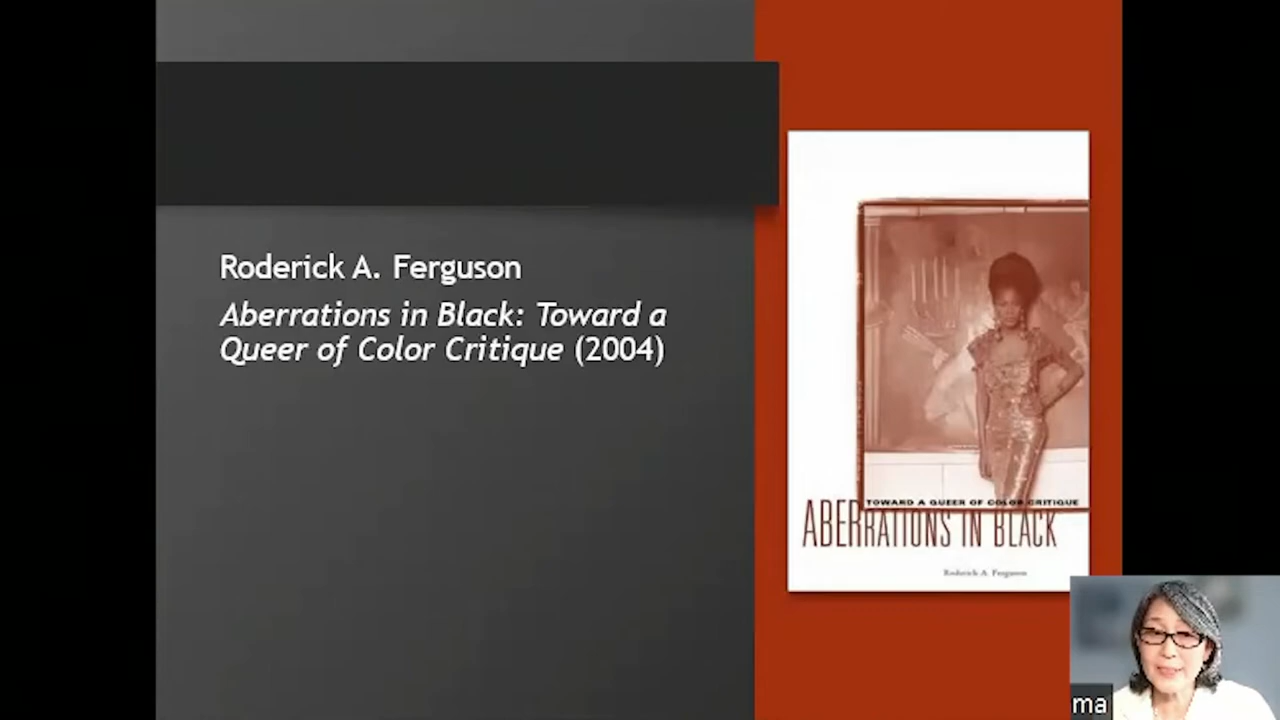 Roderick A. Ferguson
Aberrations in Black: Toward a
Queer of Color Critique (2004)
TOWARD A QUEER OF COLOR CRITIQUE
ABERRATIONS IN BLACK
Roderick A. Ferguson
ma